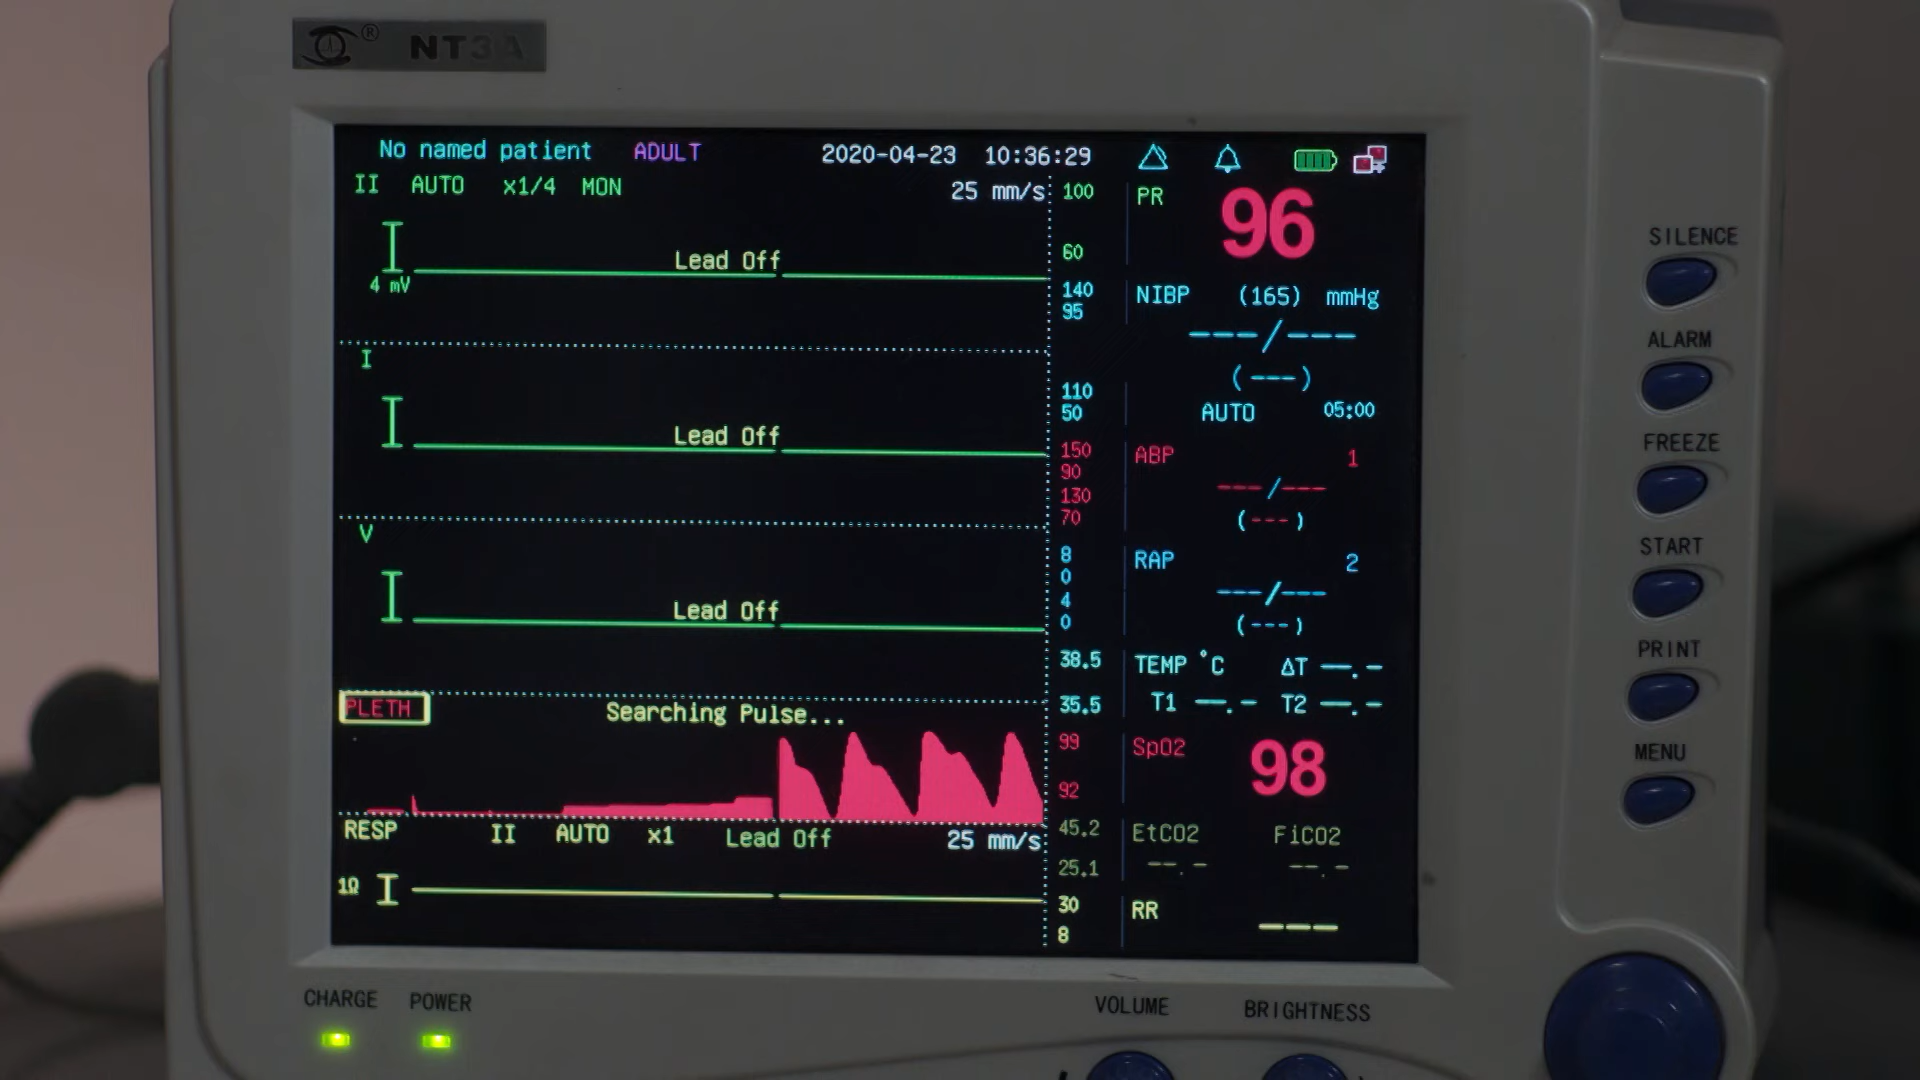 ® NT3A
No named patient ADULT 2020-04-23 10:36:29
II AUTO x1/4 MON 25 mm/s
4 mV
Lead Off
I
Lead Off
V
Lead Off
PLETH Searching Pulse...
RESP II AUTO x1 Lead Off 25 mm/s
1Ω
100
60
PR 96
140
95
NIBP (165) mmHg
---/---
(---)
110
50
AUTO 05:00
150
90
130
70
ABP 1
---/---
(---)
8
0
4
0
RAP 2
---/---
(---)
38.5
35.5
TEMP °C ΔT --.-
T1 --.- T2 --.-
99
92
SpO2 98
45.2
25.1
EtCO2 FiCO2
--.- --.-
30
8
RR ---
SILENCE
ALARM
FREEZE
START
PRINT
MENU
CHARGE POWER VOLUME BRIGHTNESS